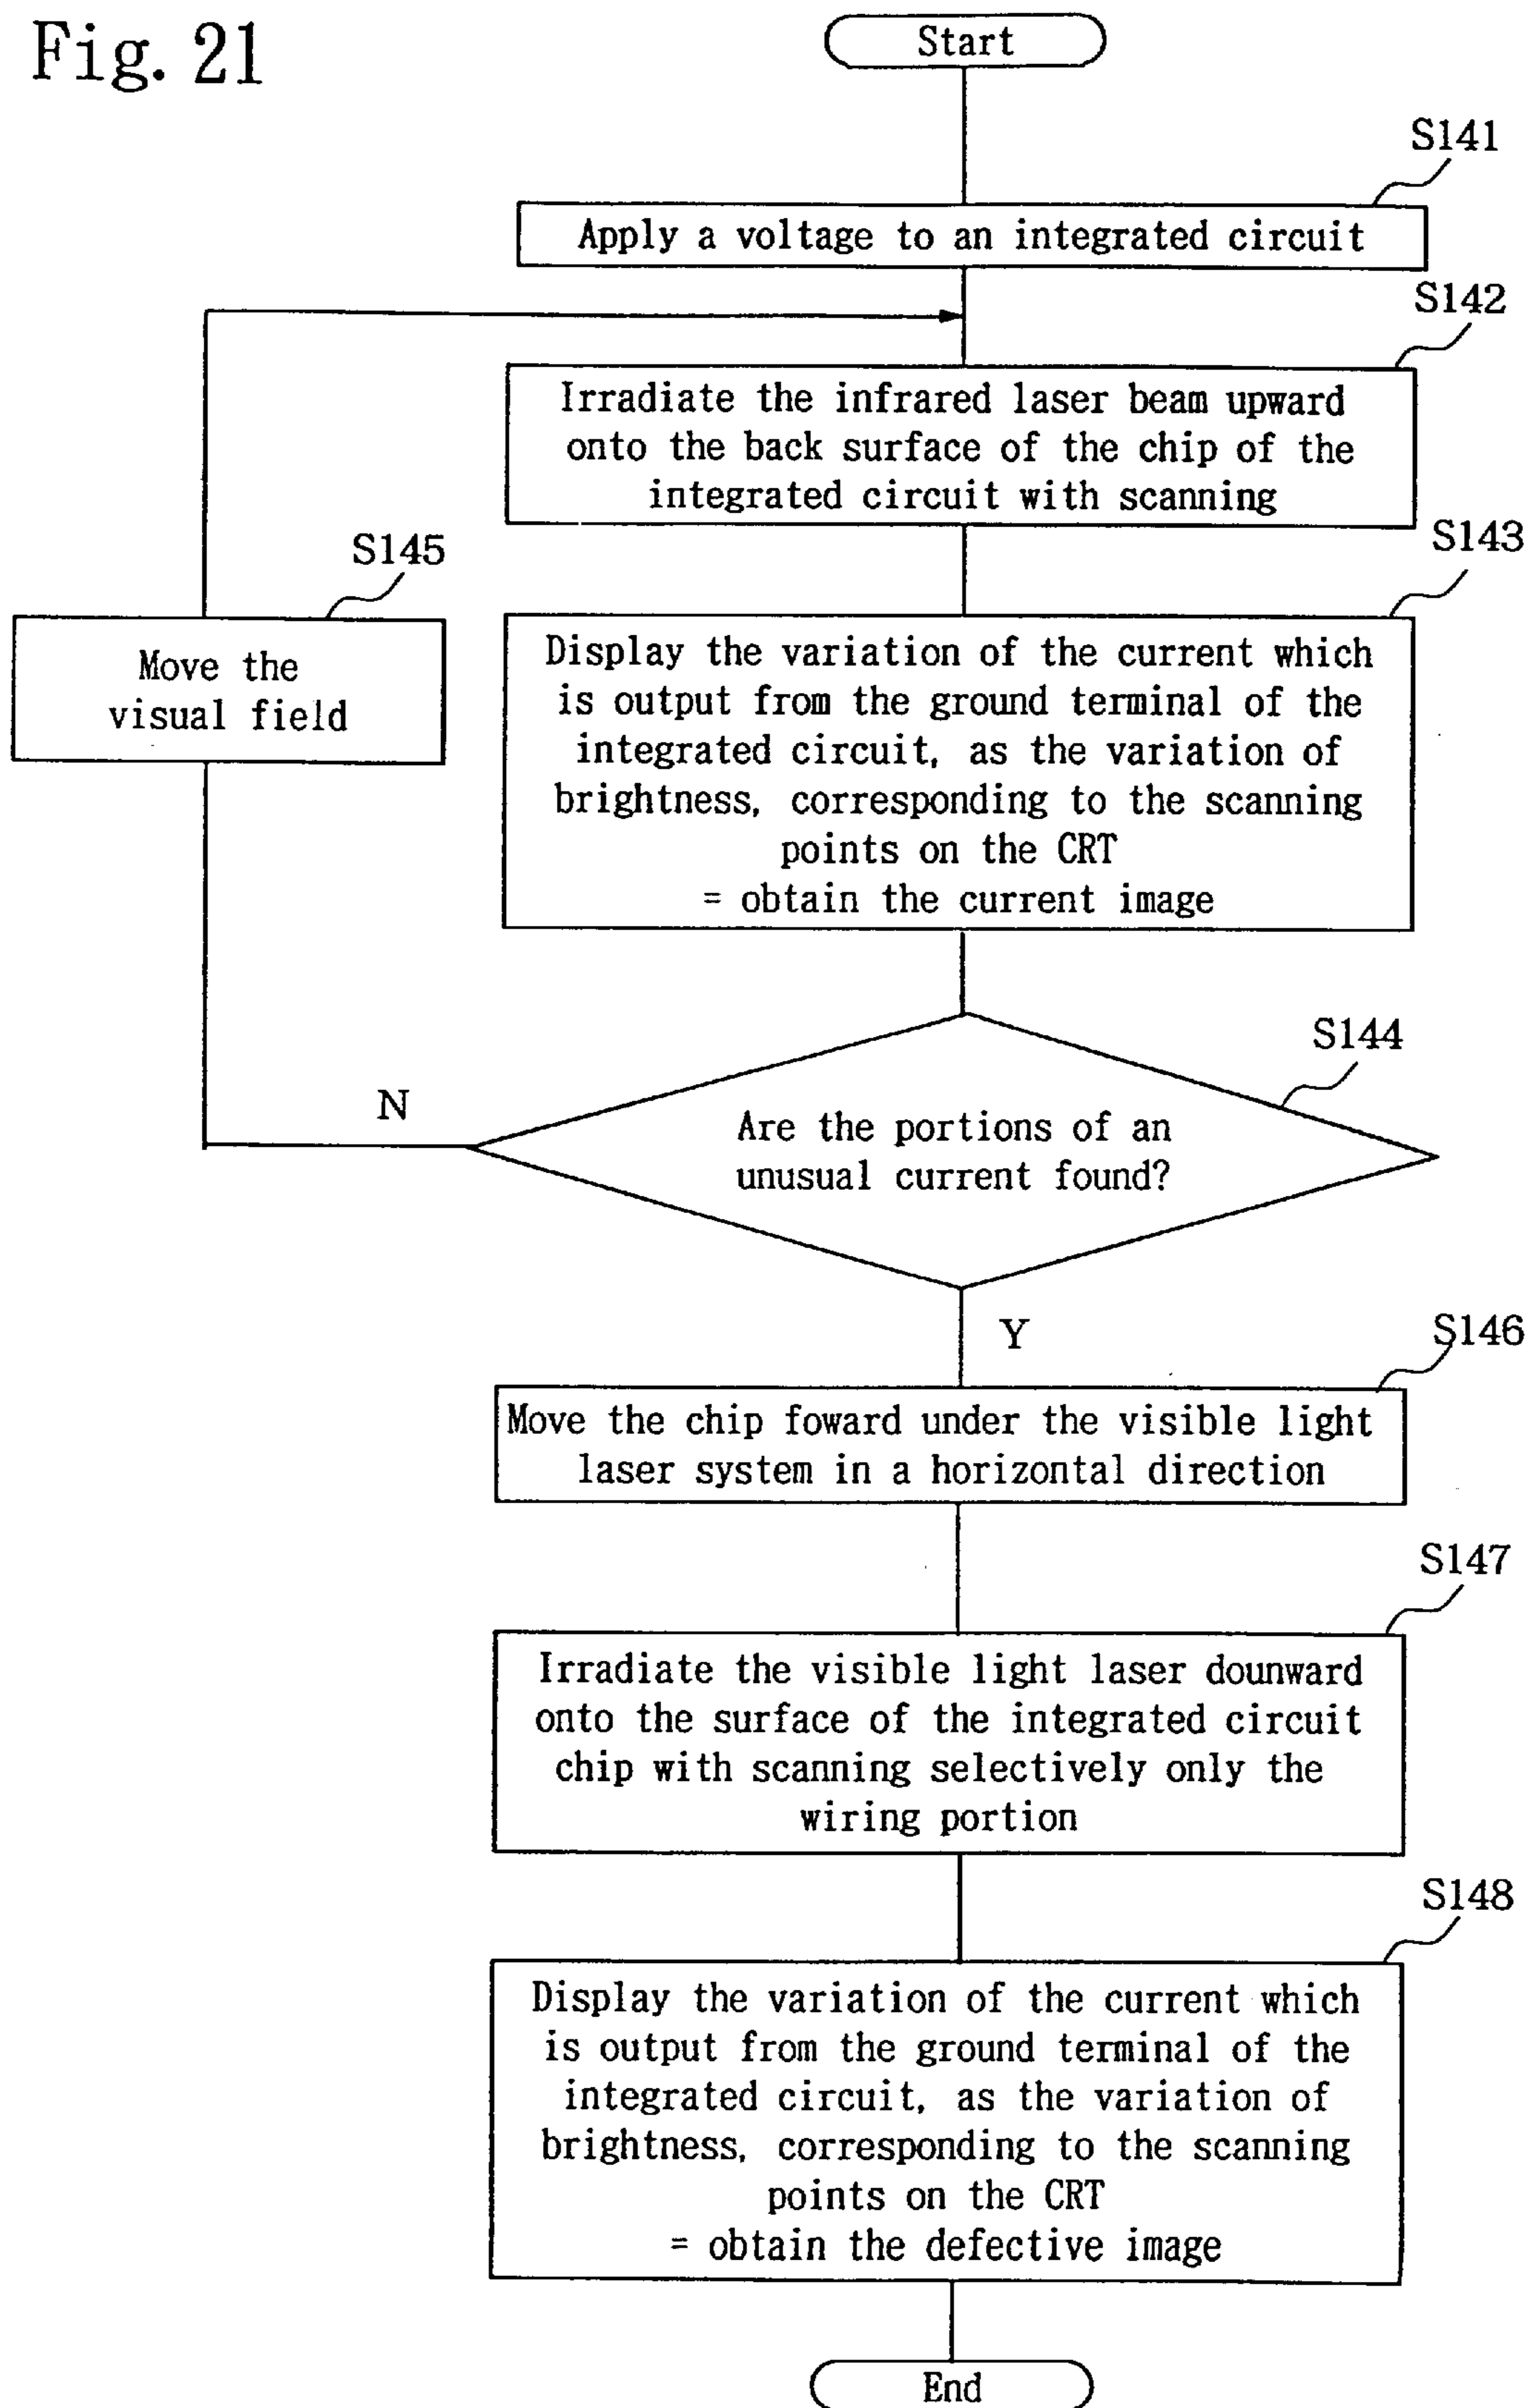 Fig. 21
Start
S141
Apply a voltage to an integrated circuit
S142
Irradiate the infrared laser beam upward
onto the back surface of the chip of the
integrated circuit with scanning
S143
Display the variation of the current which
is output from the ground terminal of the
integrated circuit, as the variation of
brightness, corresponding to the scanning
points on the CRT
= obtain the current image
S145
Move the
visual field
S144
Are the portions of an
unusual current found?
N
Y
S146
Move the chip foward under the visible light
laser system in a horizontal direction
S147
Irradiate the visible light laser dounward
onto the surface of the integrated circuit
chip with scanning selectively only the
wiring portion
S148
Display the variation of the current which
is output from the ground terminal of the
integrated circuit, as the variation of
brightness, corresponding to the scanning
points on the CRT
= obtain the defective image
End